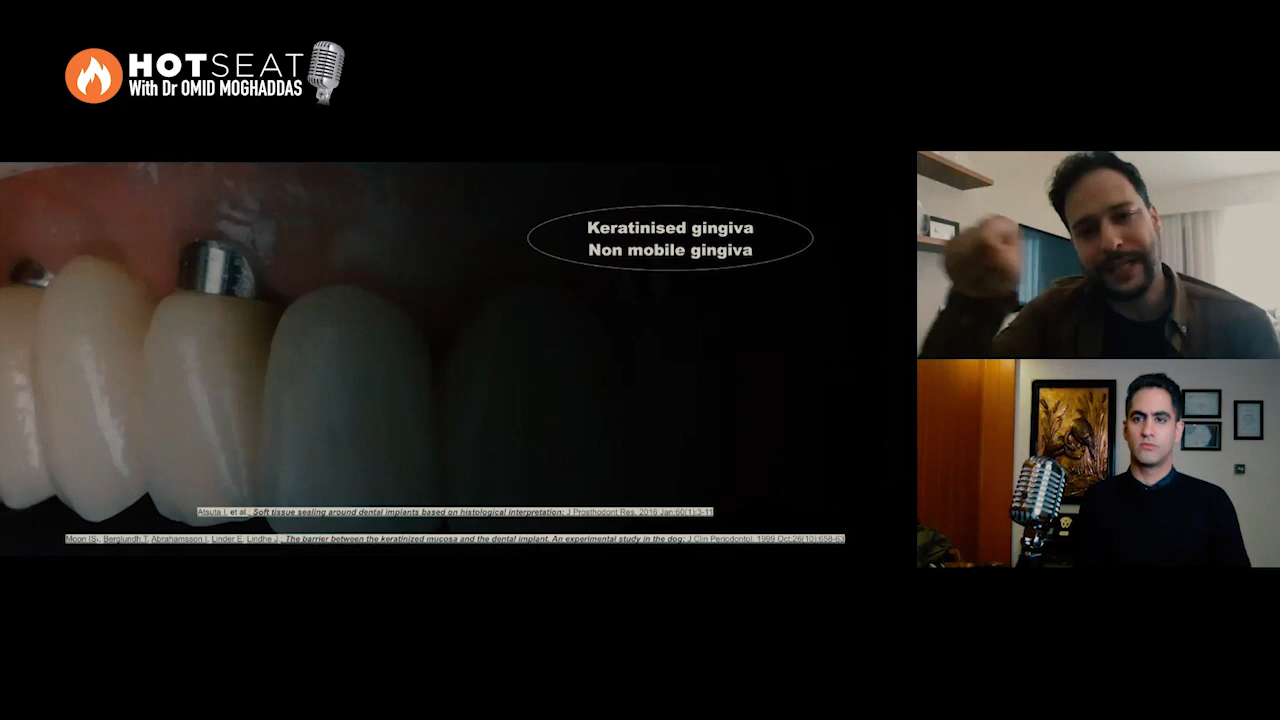 HOTSEAT
With Dr OMID MOGHADDAS
Keratinised gingiva
Non mobile gingiva
Atsuta I, et al.; Soft tissue sealing around dental implants based on histological interpretation; J Prosthodont Res. 2016 Jan;60(1):3-11
Moon IS, Berglundh T, Abrahamsson I, Linder E, Lindhe J.; The barrier between the keratinized mucosa and the dental implant. An experimental study in the dog; J Clin Periodontol. 1999 Oct;26(10):658-63